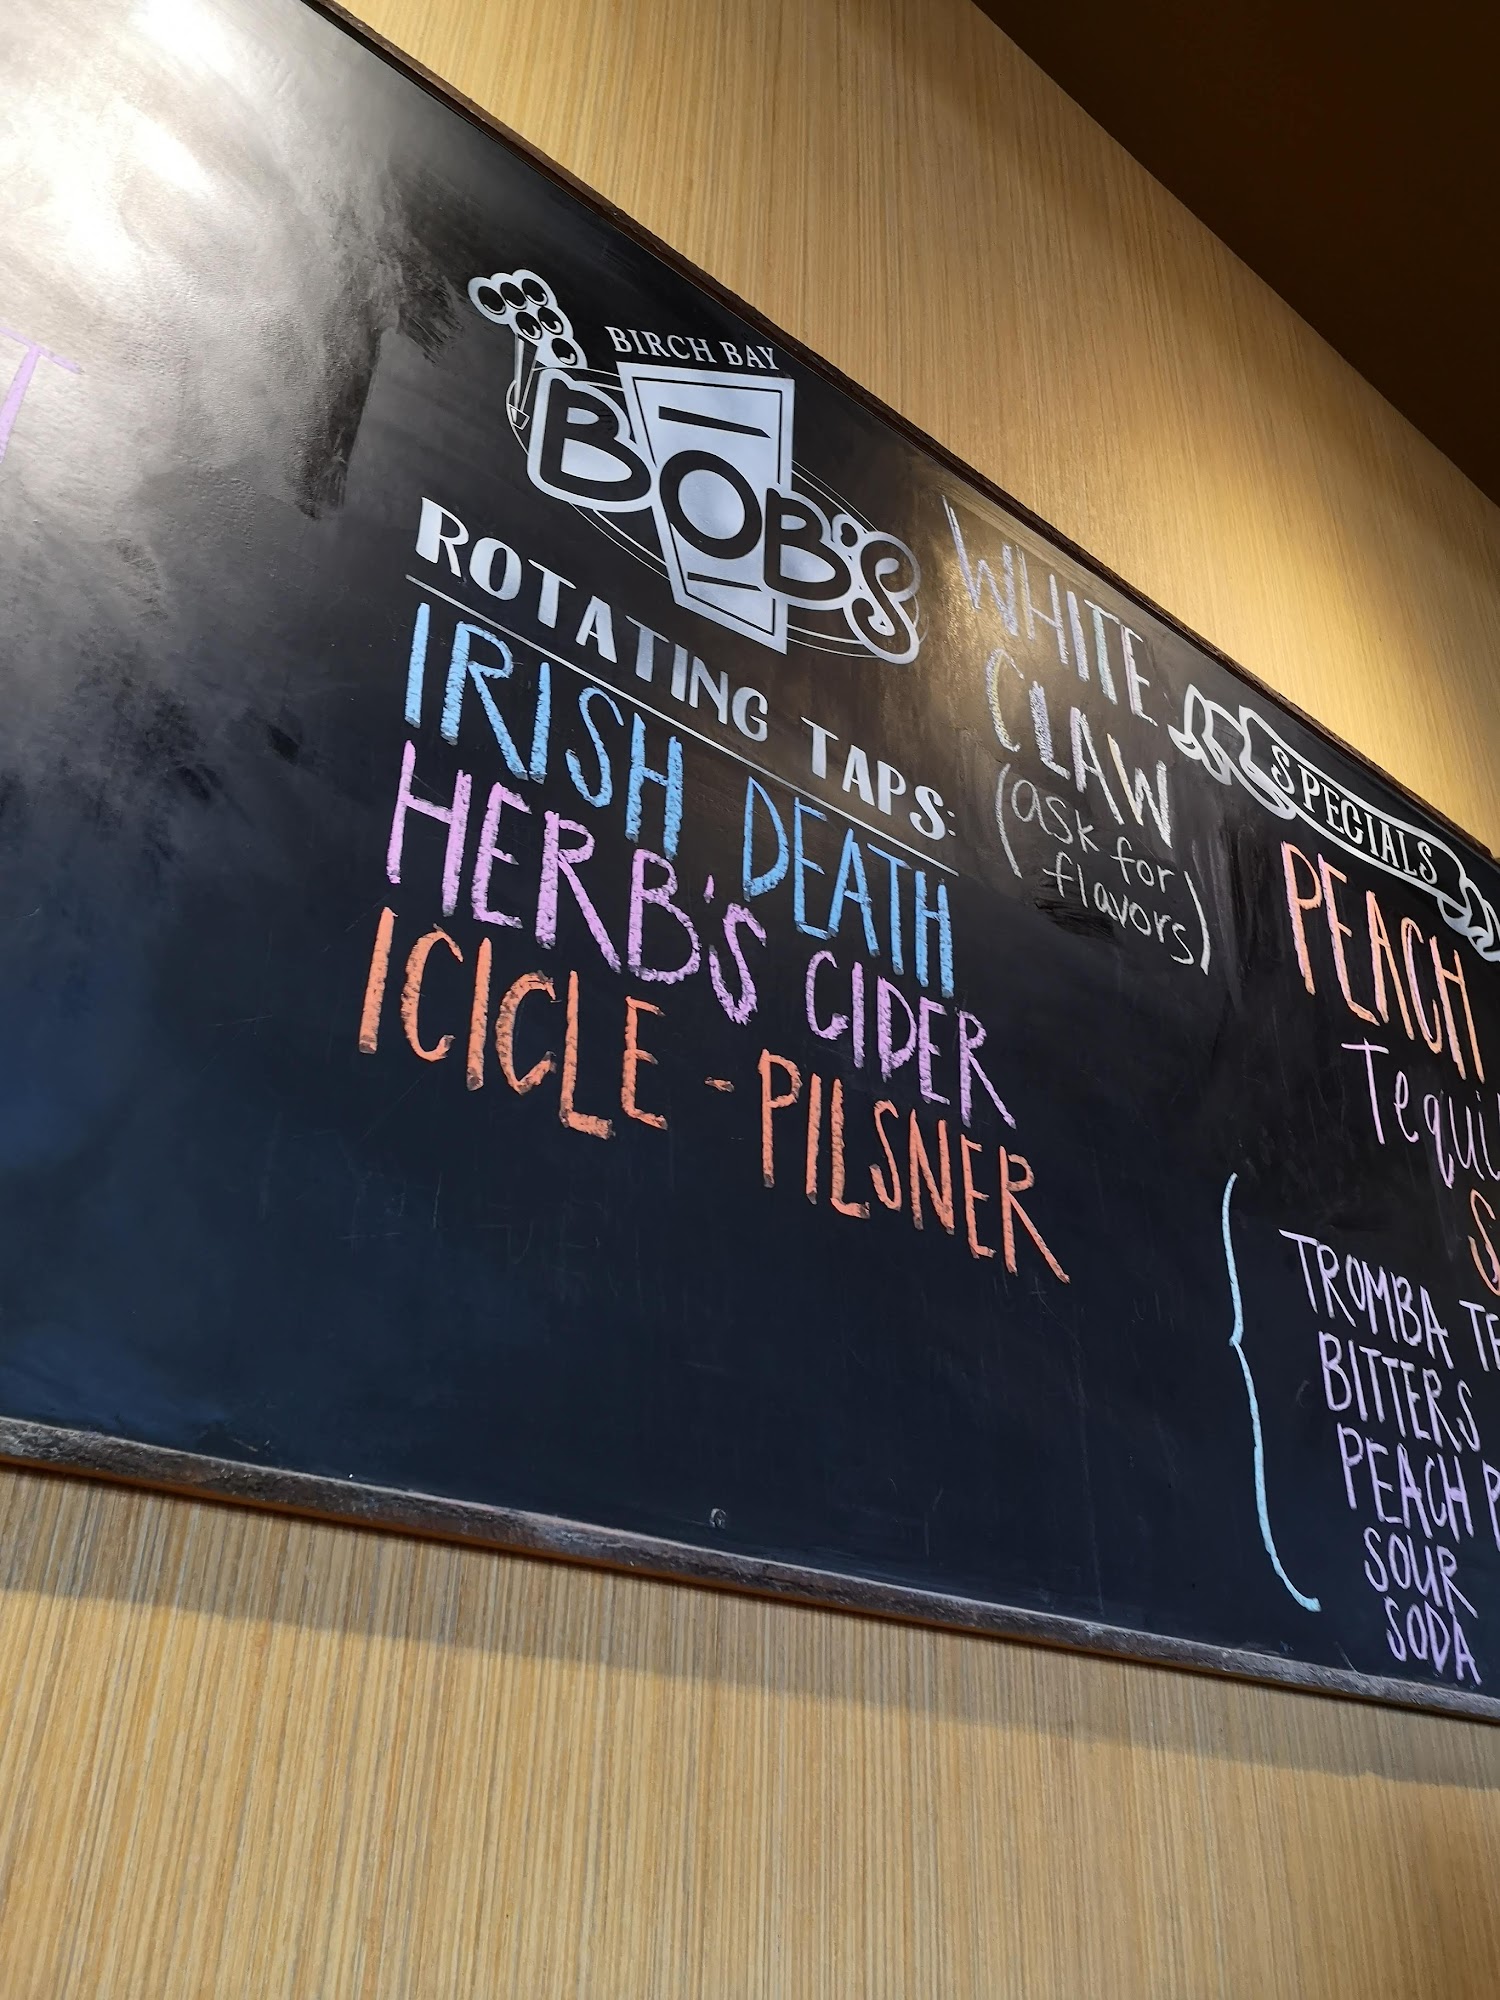 BIRCH BAY
BOB'S
ROTATING TAPS:
IRISH DEATH
HERB'S CIDER
ICICLE - PILSNER
WHITE
CLAW
(ask for
flavors)
SPECIALS
PEACH
TROMBA
BITTERS
PEACH
SOUR
SODA